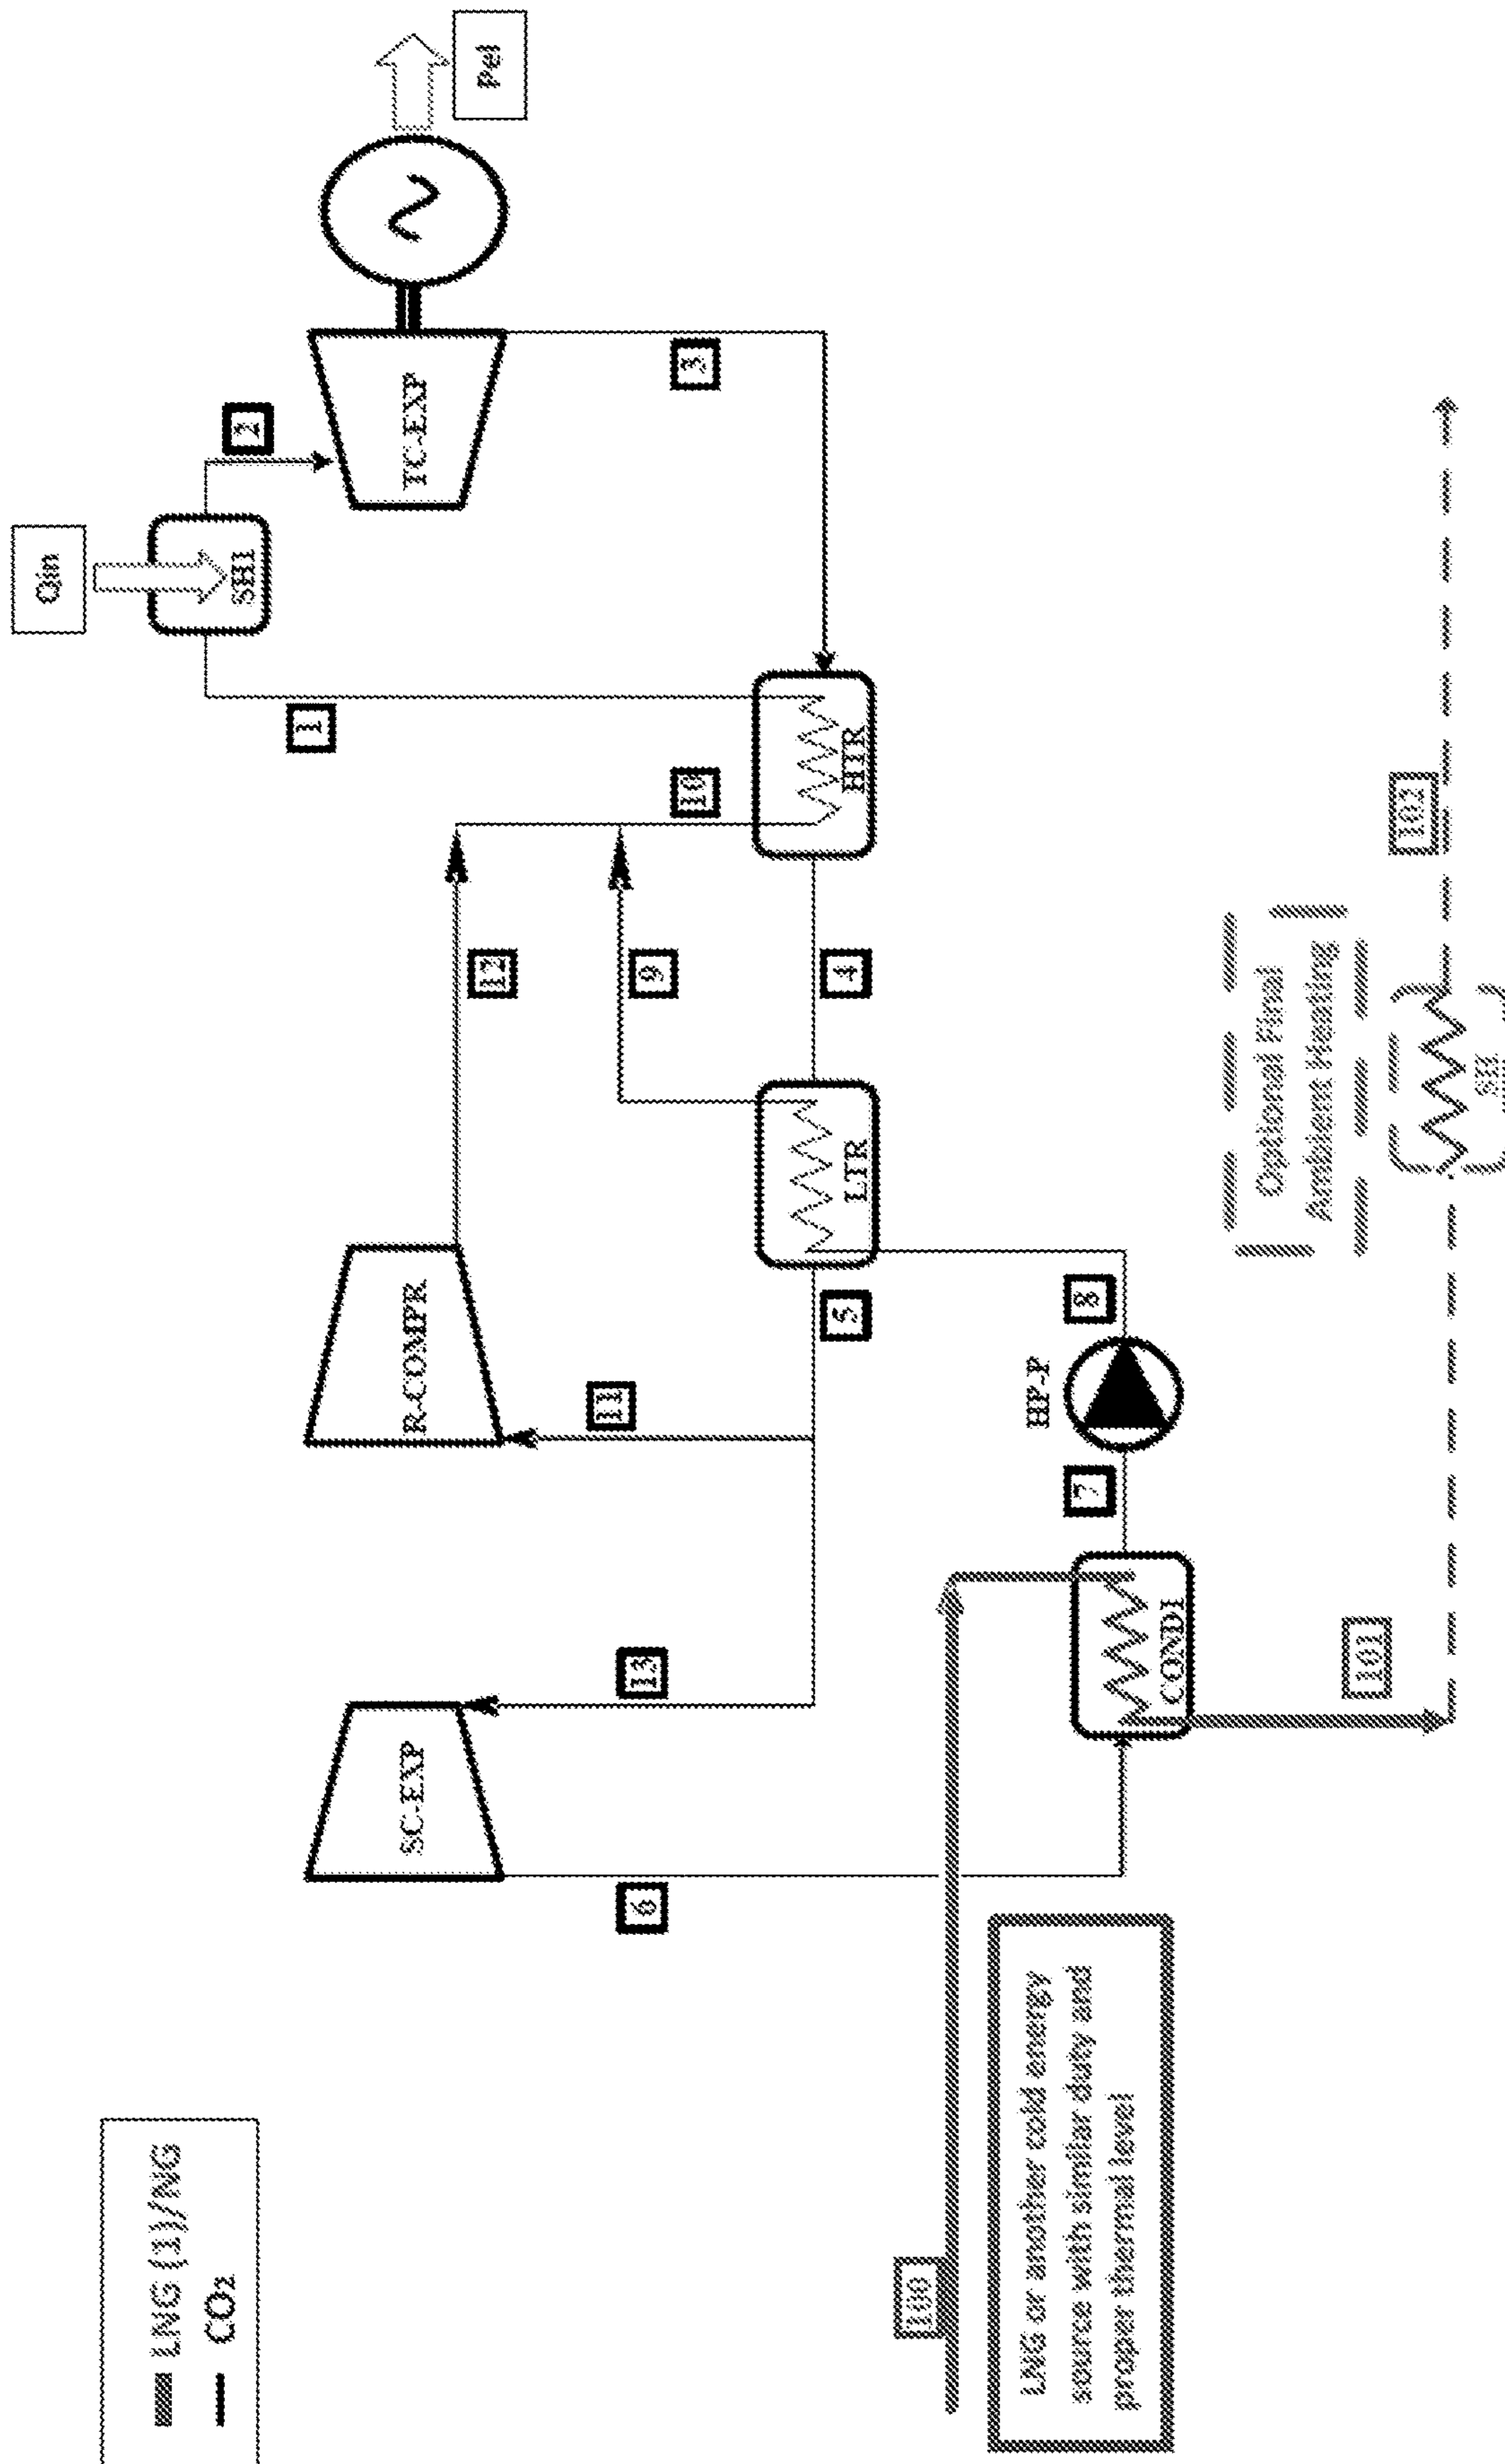 LNG (1)/NG
CO₂
Qin
Pel
SH1
2
TC-EXP
1
3
10
HTR
12
9
4
R-COMPR
LTR
11
5
HP-P
8
7
SC-EXP
13
6
CONDI
101
100
LNG or another cold energy
source with similar duty and
proper thermal level
Optional Final
Ambient Heating
SH.
102